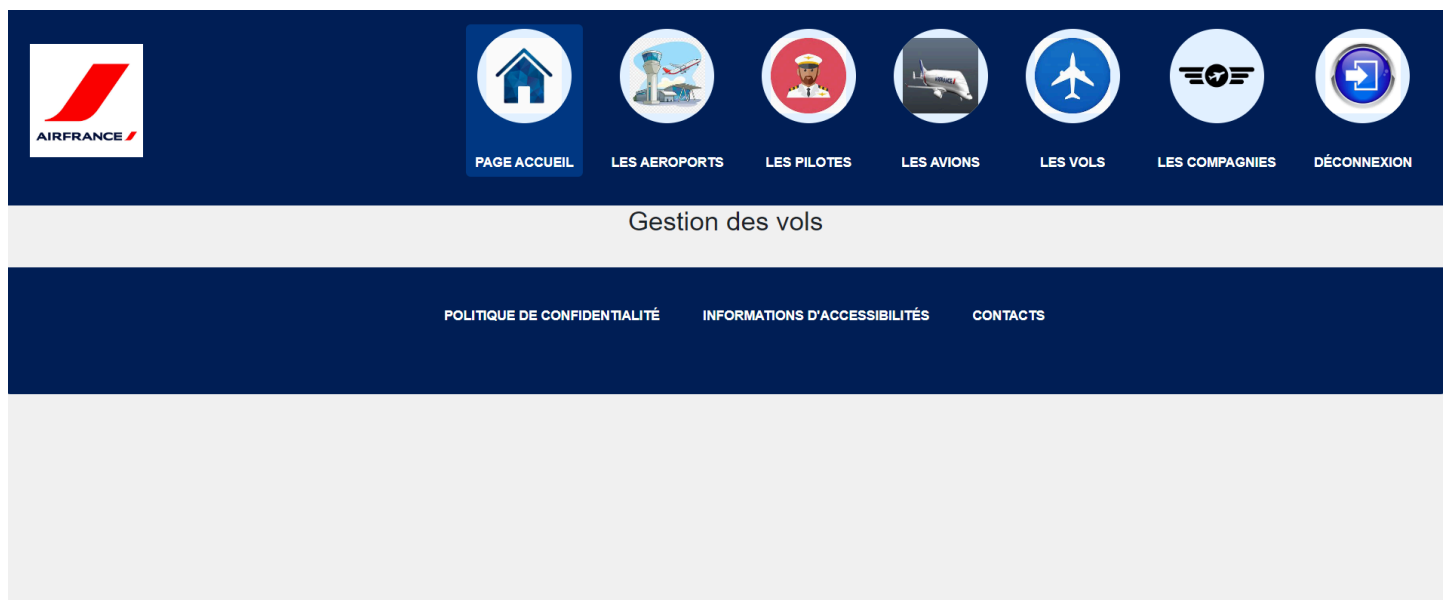 AIRFRANCE
PAGE ACCUEIL LES AEROPORTS LES PILOTES LES AVIONS LES VOLS LES COMPAGNIES DÉCONNEXION
Gestion des vols
POLITIQUE DE CONFIDENTIALITÉ INFORMATIONS D'ACCESSIBILITÉS CONTACTS